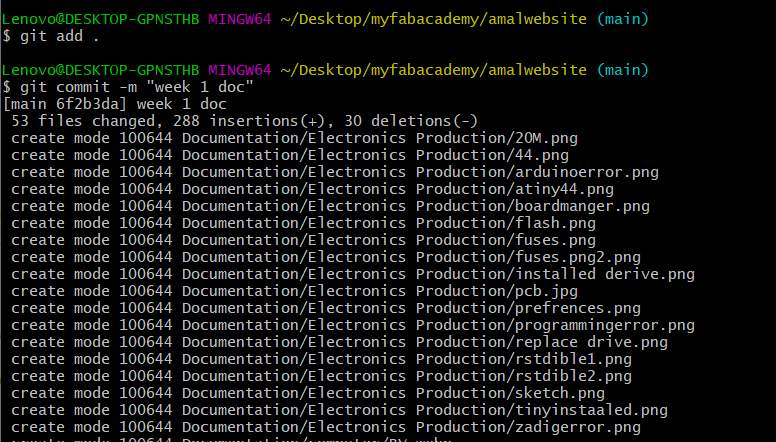 Lenovo@DESKTOP-GPNSTHB MINGW64 ~/Desktop/myfabacademy/amalwebsite (main)
$ git add .
Lenovo@DESKTOP-GPNSTHB MINGW64 ~/Desktop/myfabacademy/amalwebsite (main)
$ git commit -m "week 1 doc"
[main 6f2b3da] week 1 doc
 53 files changed, 288 insertions(+), 30 deletions(-)
 create mode 100644 Documentation/Electronics Production/20M.png
 create mode 100644 Documentation/Electronics Production/44.png
 create mode 100644 Documentation/Electronics Production/arduinoerror.png
 create mode 100644 Documentation/Electronics Production/atiny44.png
 create mode 100644 Documentation/Electronics Production/boardmanger.png
 create mode 100644 Documentation/Electronics Production/flash.png
 create mode 100644 Documentation/Electronics Production/fuses.png
 create mode 100644 Documentation/Electronics Production/fuses.png2.png
 create mode 100644 Documentation/Electronics Production/installed derive.png
 create mode 100644 Documentation/Electronics Production/pcb.jpg
 create mode 100644 Documentation/Electronics Production/prefrences.png
 create mode 100644 Documentation/Electronics Production/programmingerror.png
 create mode 100644 Documentation/Electronics Production/replace drive.png
 create mode 100644 Documentation/Electronics Production/rstdible1.png
 create mode 100644 Documentation/Electronics Production/rstdible2.png
 create mode 100644 Documentation/Electronics Production/sketch.png
 create mode 100644 Documentation/Electronics Production/tinyinstaaled.png
 create mode 100644 Documentation/Electronics Production/zadigerror.png
 create mode 100644